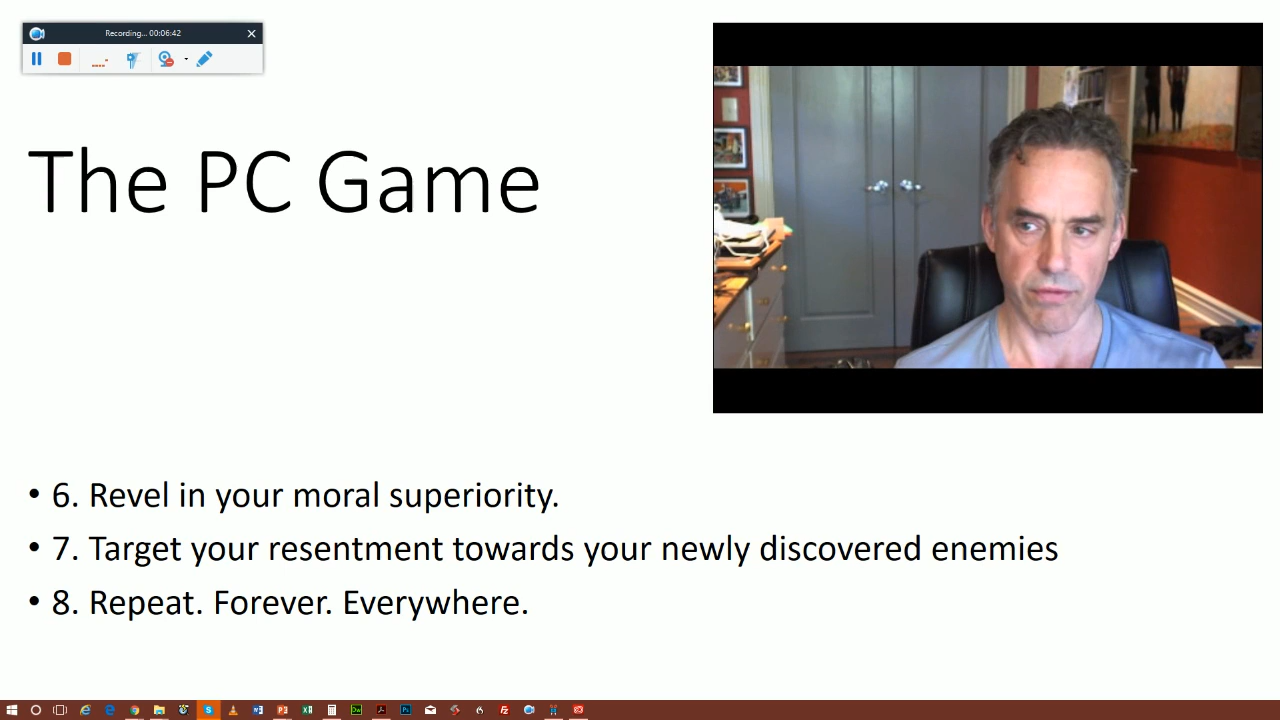 Recording... 00:06:42
The PC Game
• 6. Revel in your moral superiority.
• 7. Target your resentment towards your newly discovered enemies
• 8. Repeat. Forever. Everywhere.